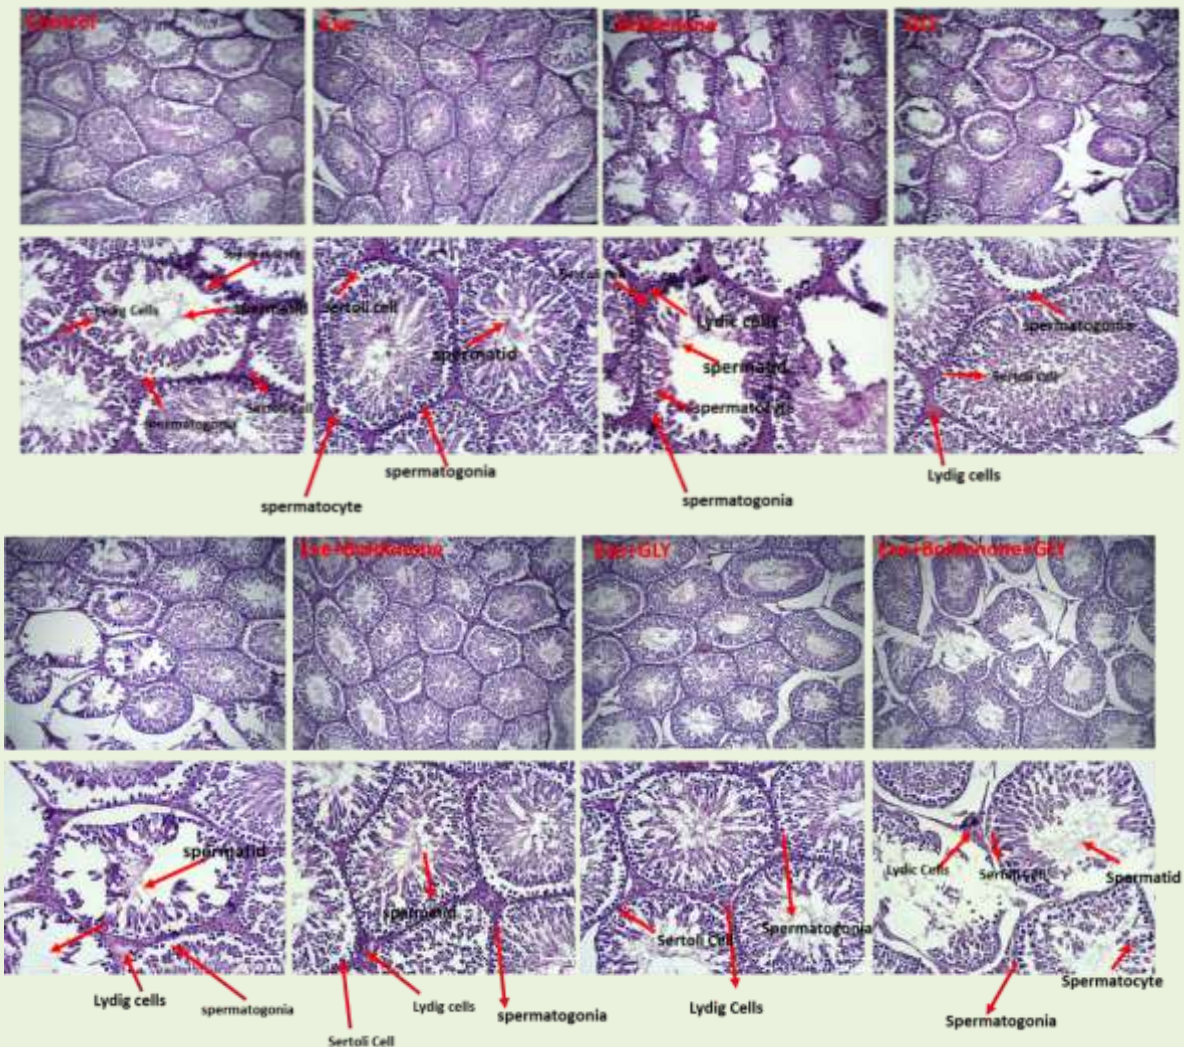 Control
Exe
Boldenone
GLY
Lydig Cells
spermatid
spermatogonia
Sertoli Cell
Sertoli cell
spermatid
spermatogonia
spermatocyte
Lydic cells
spermatid
spermatocyte
spermatogonia
spermatogonia
Sertoli Cell
Lydig cells
Exe+Boldenone
Exe+GLY
Exe+Boldenone+GLY
spermatid
Lydig cells
spermatogonia
spermatid
Lydig cells
spermatogonia
Sertoli Cell
Sertoli Cell
Spermatogonia
Lydig Cells
Lydic Cells
Sertoli Cell
Spermatid
Spermatocyte
Spermatogonia